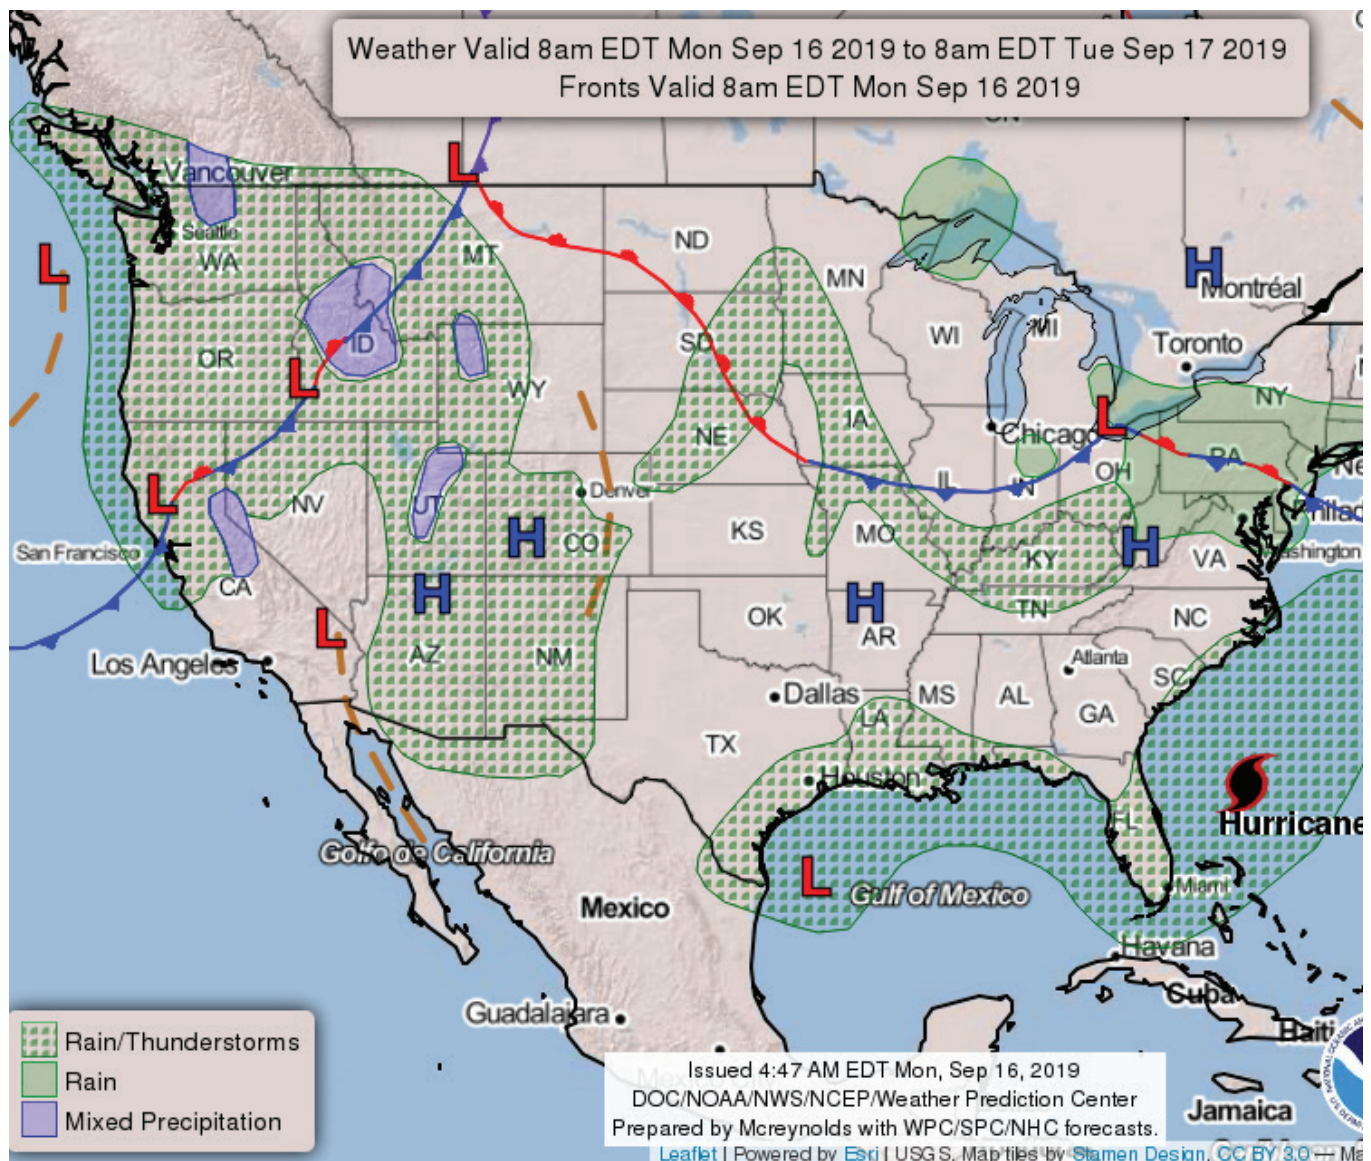 Weather Valid 8am EDT Mon Sep 16 2019 to 8am EDT Tue Sep 17 2019
Fronts Valid 8am EDT Mon Sep 16 2019
ON
L
Vancouver
Seattle
WA
MT
ND
MN
H
Montréal
L
OR
ID
WY
SD
WI
MI
Toronto
L
NE
IA
Chicago
L
NY
L
NV
UT
Denver
IL
IN
OH
PA
San Francisco
CA
H
CO
KS
MO
KY
H
VA
Washington
H
OK
H
AR
TN
NC
Los Angeles
L
AZ
NM
Dallas
MS
AL
Atlanta
GA
SC
TX
LA
Houston
FL
Hurricane
Golfo de California
L
Gulf of Mexico
Miami
Mexico
Havana
Cuba
Guadalajara
Haiti
Mexico City
Jamaica
Rain/Thunderstorms
Rain
Mixed Precipitation
Issued 4:47 AM EDT Mon, Sep 16, 2019
DOC/NOAA/NWS/NCEP/Weather Prediction Center
Prepared by Mcreynolds with WPC/SPC/NHC forecasts.
Leaflet | Powered by Esri | USGS, Map tiles by Stamen Design, CC BY 3.0 — Ma